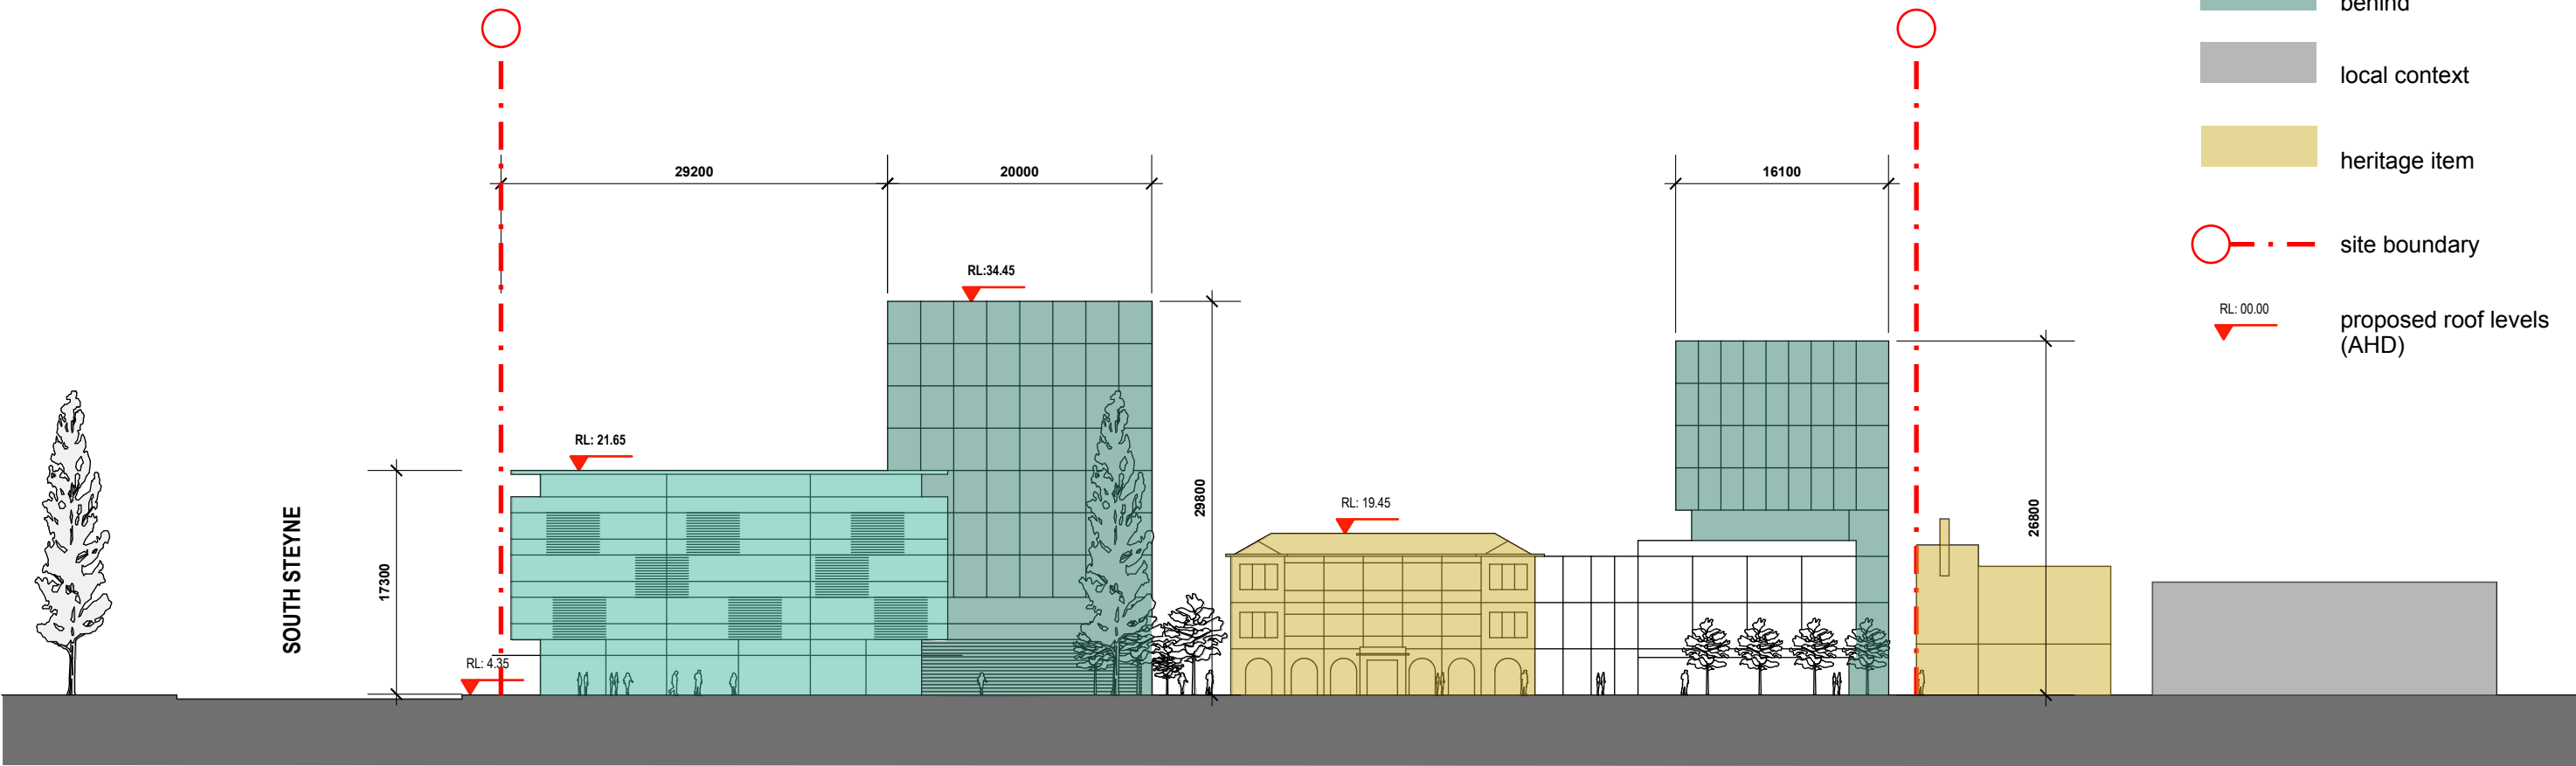 behind
local context
heritage item
site boundary
RL: 00.00
proposed roof levels
(AHD)
29200
20000
16100
RL:34.45
RL: 21.65
RL: 19.45
29800
26800
17300
SOUTH STEYNE
RL: 4.35